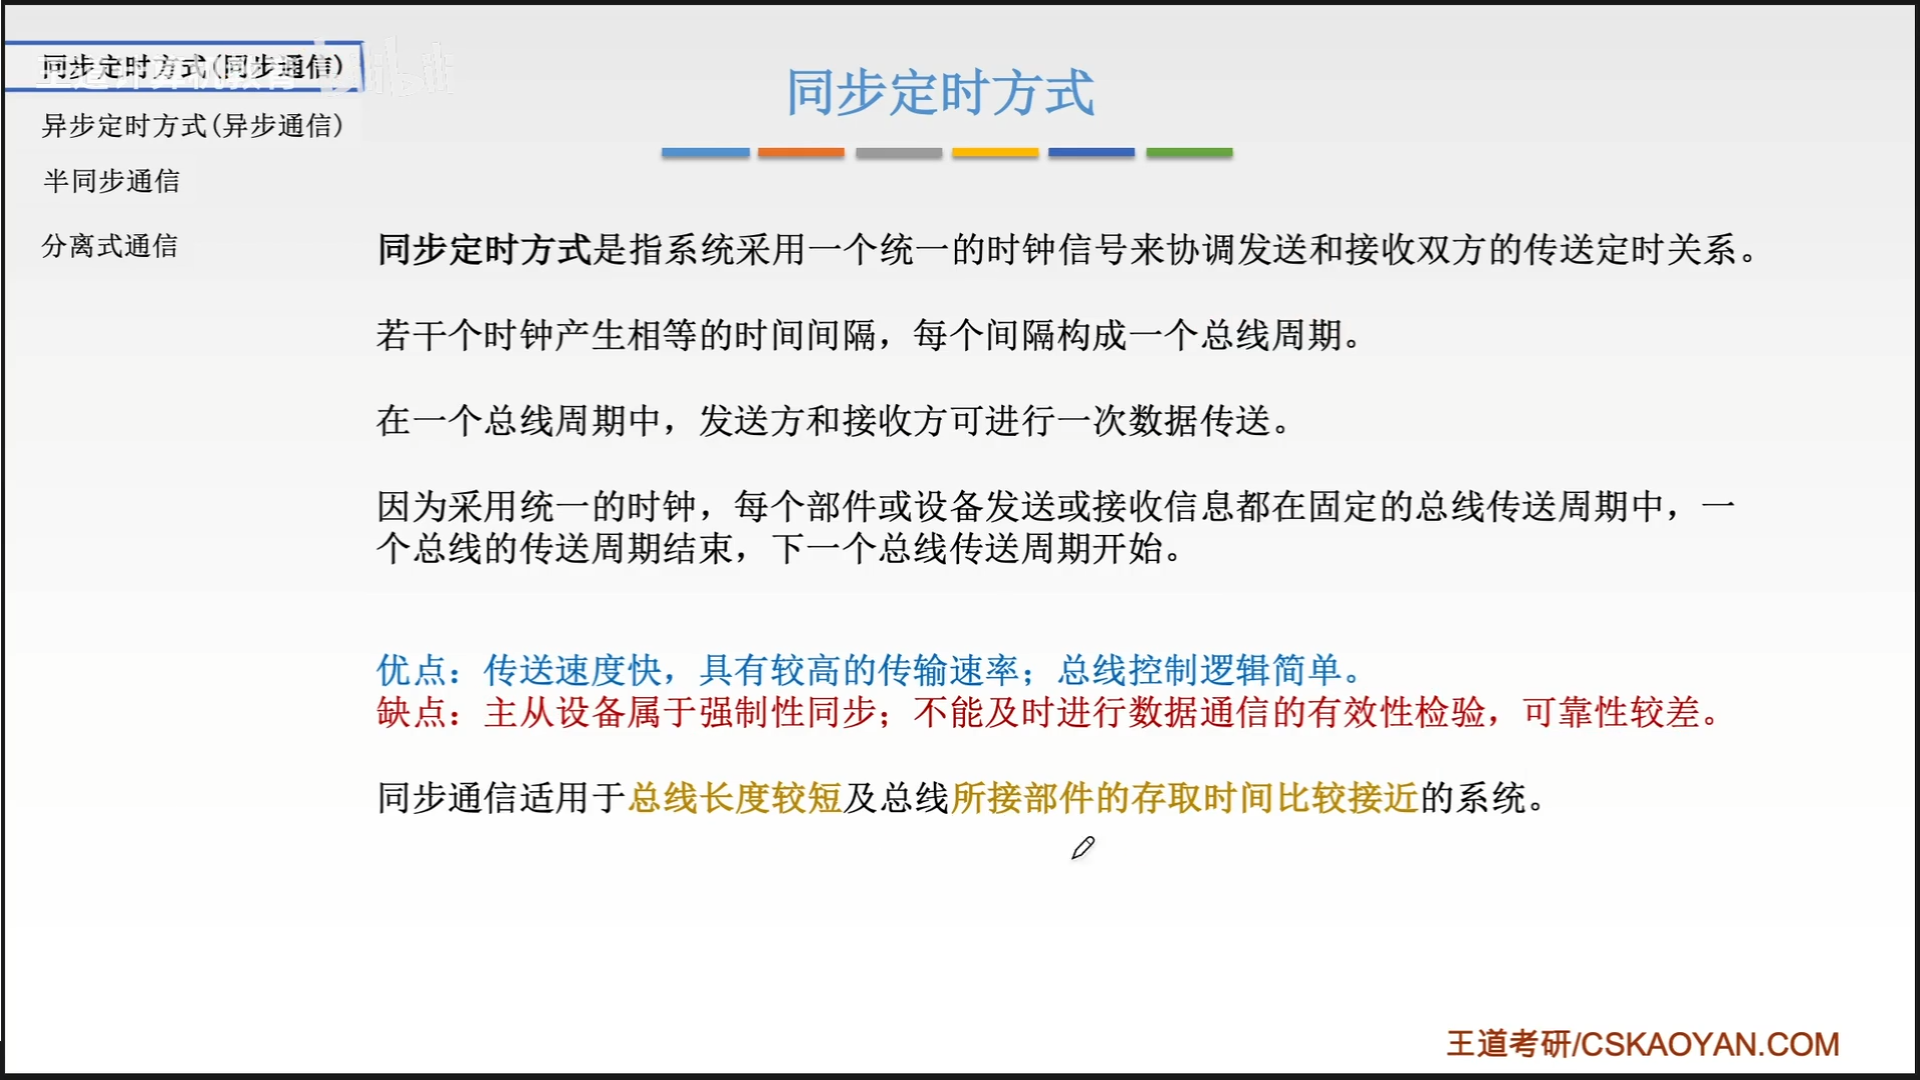 同步定时方式(同步通信)
异步定时方式(异步通信)
半同步通信
分离式通信
同步定时方式
同步定时方式是指系统采用一个统一的时钟信号来协调发送和接收双方的传送定时关系。
若干个时钟产生相等的时间间隔，每个间隔构成一个总线周期。
在一个总线周期中，发送方和接收方可进行一次数据传送。
因为采用统一的时钟，每个部件或设备发送或接收信息都在固定的总线传送周期中，一
个总线的传送周期结束，下一个总线传送周期开始。
优点：传送速度快，具有较高的传输速率；总线控制逻辑简单。
缺点：主从设备属于强制性同步；不能及时进行数据通信的有效性检验，可靠性较差。
同步通信适用于总线长度较短及总线所接部件的存取时间比较接近的系统。
王道考研/CSKAOYAN.COM